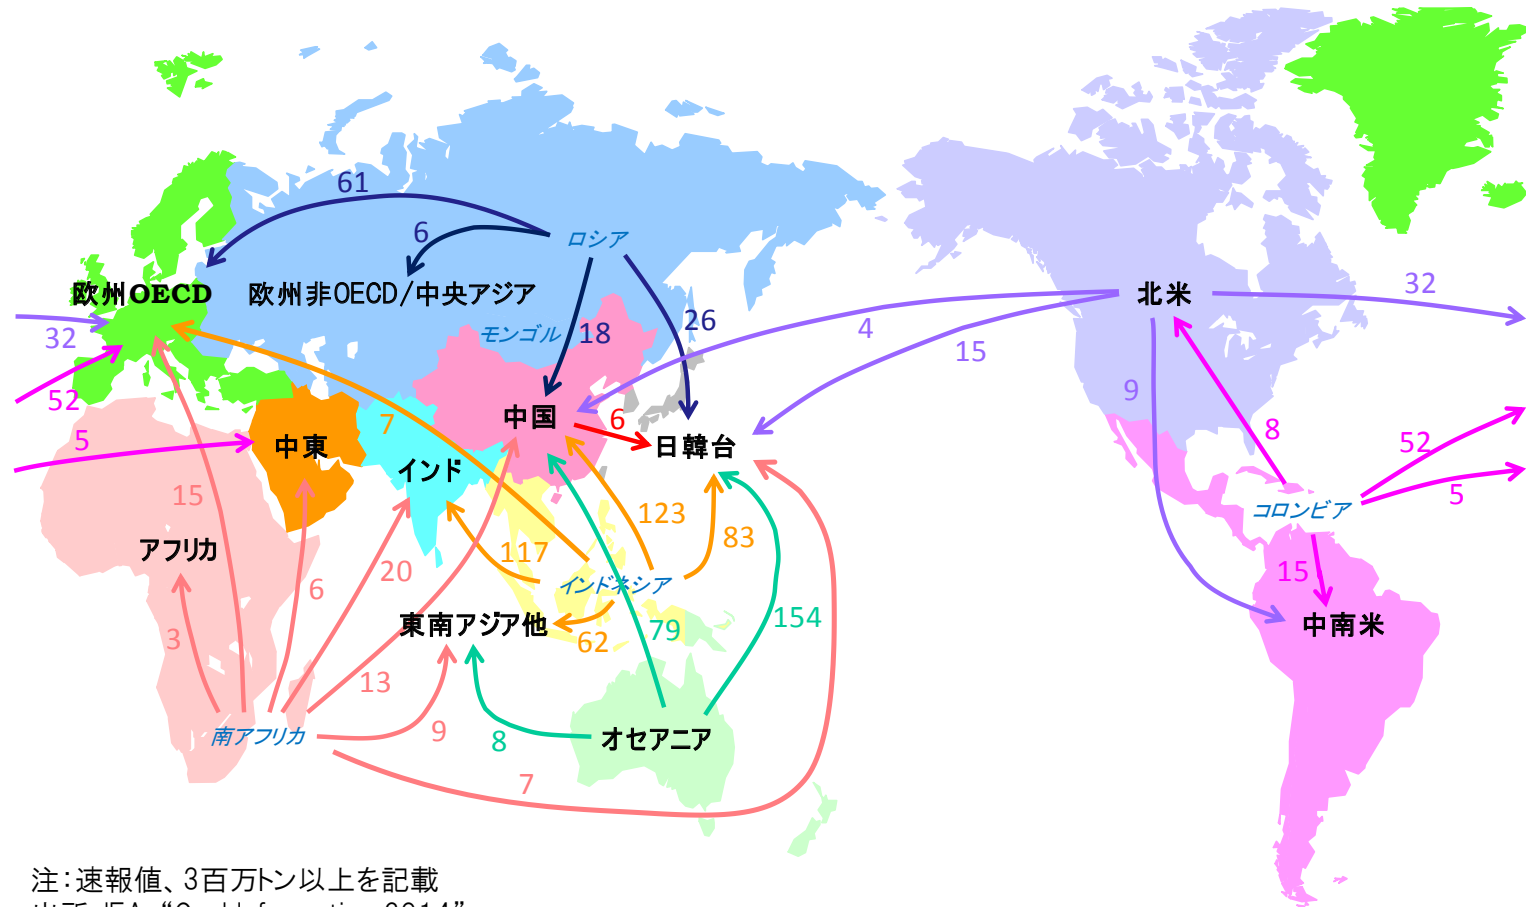 61
6
ロシア
欧州OECD
欧州非OECD/中央アジア
北米
32
32
モンゴル
18
26
4
15
52
9
中国
6
7
8
5
中東
インド
日韓台
52
15
コロンビア
5
123
83
アフリカ
117
20
インドネシア
15
6
東南アジア他
79
154
中南米
3
62
13
南アフリカ
9
8
オセアニア
7
注:速報値、3百万トン以上を記載